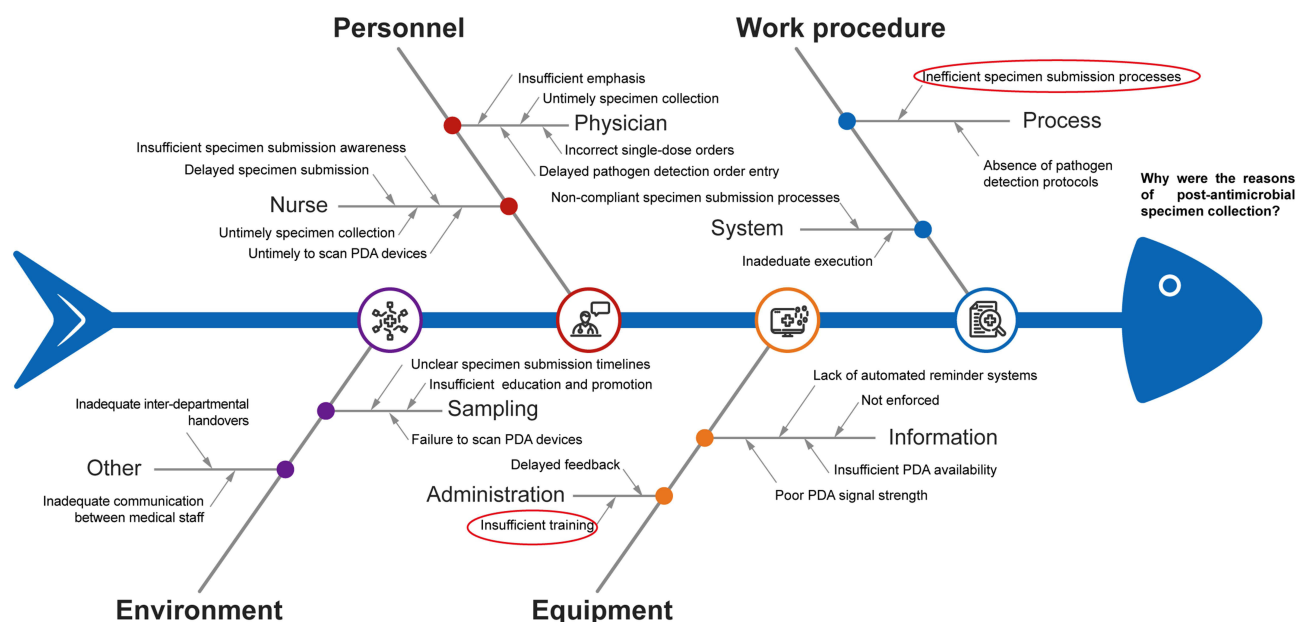 Personnel
Work procedure
Insufficient emphasis
Untimely specimen collection
Physician
Incorrect single-dose orders
Delayed pathogen detection order entry
Insufficient specimen submission awareness
Delayed specimen submission
Nurse
Untimely specimen collection
Untimely to scan PDA devices
Inefficient specimen submission processes
Process
Absence of pathogen
detection protocols
Non-compliant specimen submission processes
System
Inadeduate execution
Why were the reasons
of post-antimicrobial
specimen collection?
Unclear specimen submission timelines
Insufficient education and promotion
Sampling
Failure to scan PDA devices
Inadequate inter-departmental
handovers
Other
Inadequate communication
between medical staff
Lack of automated reminder systems
Not enforced
Information
Insufficient PDA availability
Poor PDA signal strength
Delayed feedback
Administration
Insufficient training
Environment
Equipment